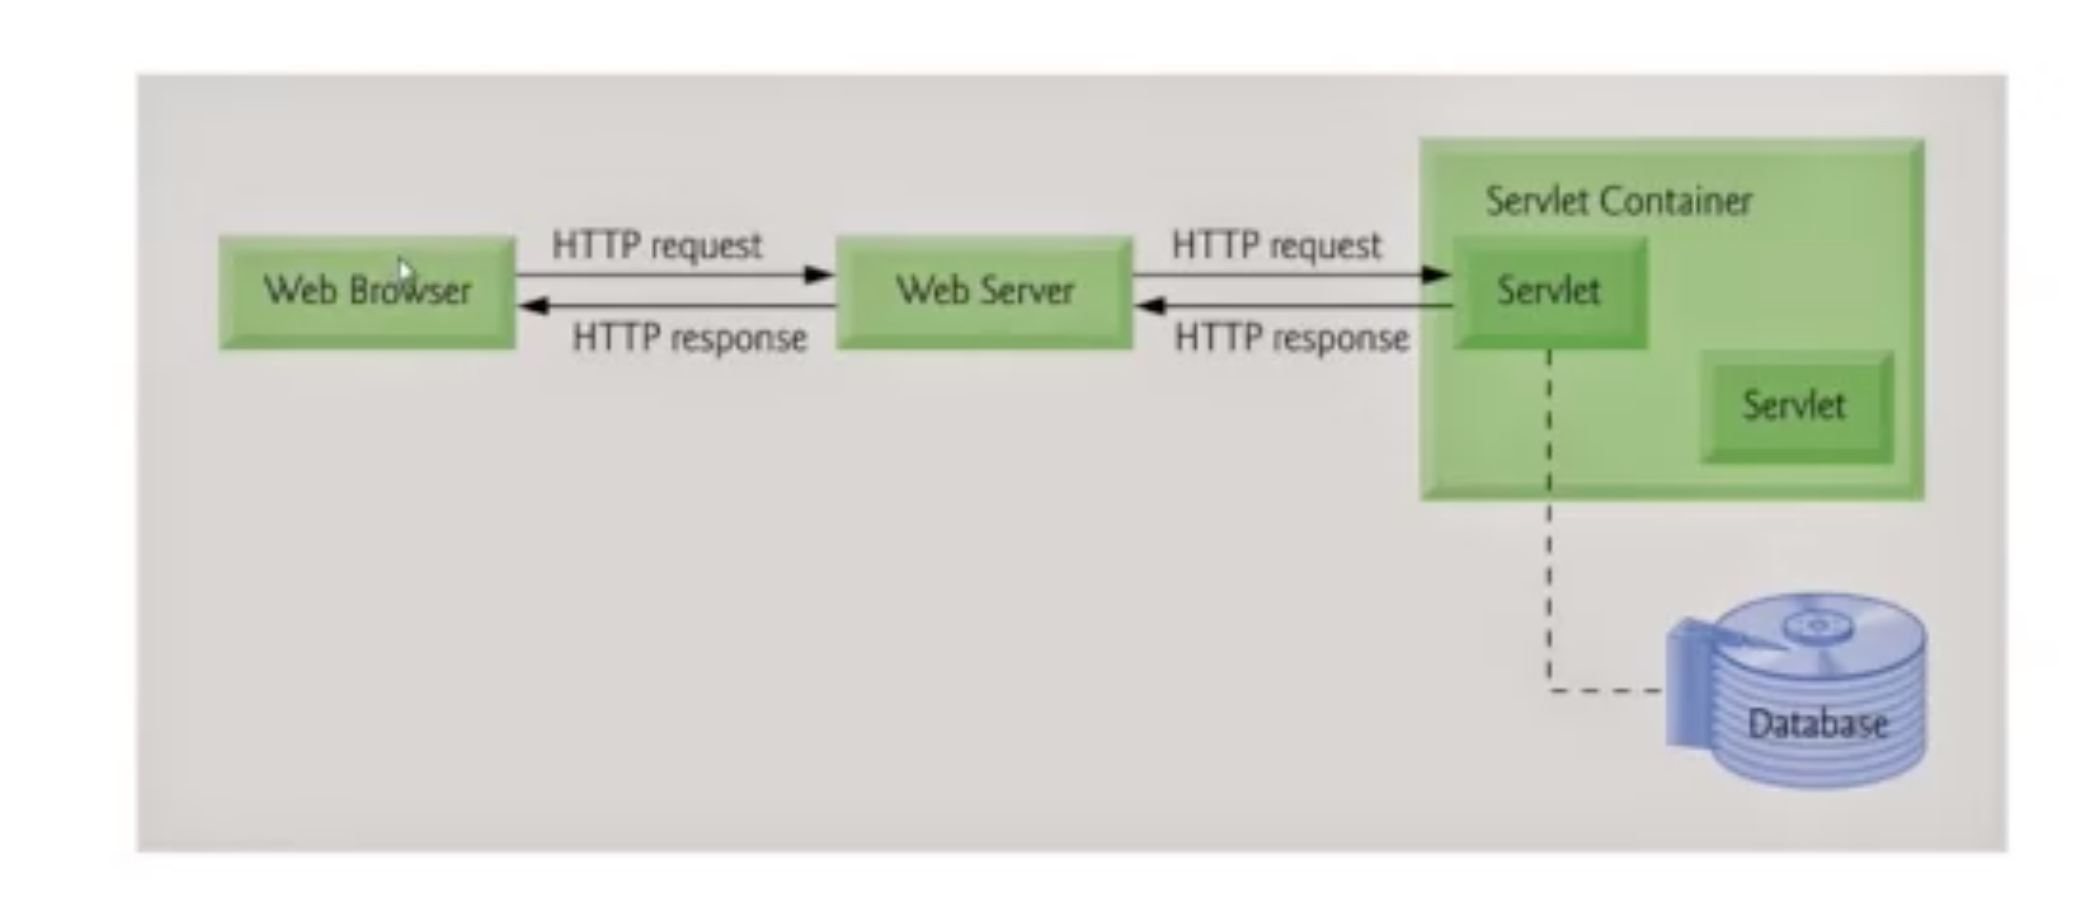 Servlet Container
HTTP request
HTTP request
Web Browser
Web Server
Servlet
HTTP response
HTTP response
Servlet
Database